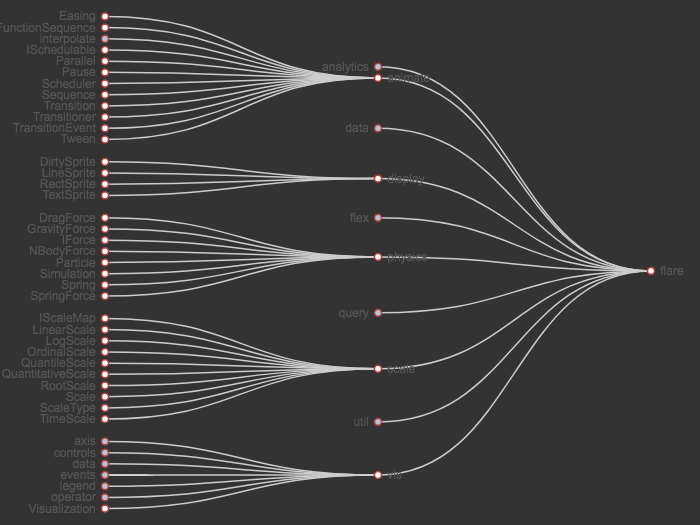 Easing
FunctionSequence
interpolate
ISchedulable
Parallel
Pause
Scheduler
Sequence
Transition
Transitioner
TransitionEvent
Tween
DirtySprite
LineSprite
RectSprite
TextSprite
DragForce
GravityForce
IForce
NBodyForce
Particle
Simulation
Spring
SpringForce
IScaleMap
LinearScale
LogScale
OrdinalScale
QuantileScale
QuantitativeScale
RootScale
Scale
ScaleType
TimeScale
axis
controls
data
events
legend
operator
Visualization
analytics
animate
data
display
flex
physics
query
scale
util
vis
flare